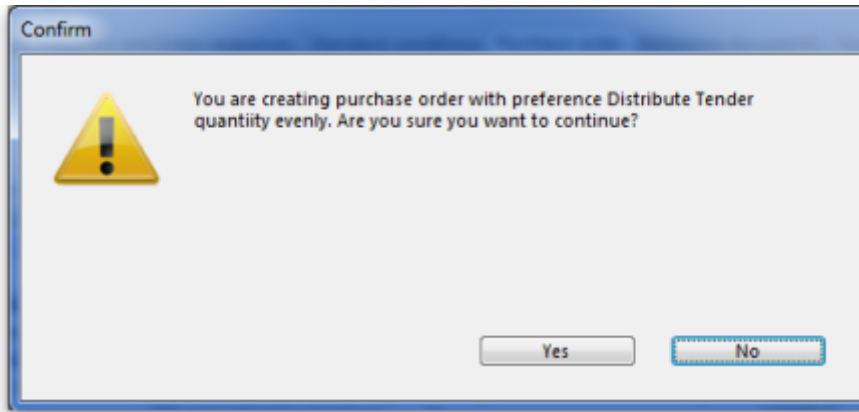 Confirm
You are creating purchase order with preference Distribute Tender
quantiity evenly. Are you sure you want to continue?
Yes
No